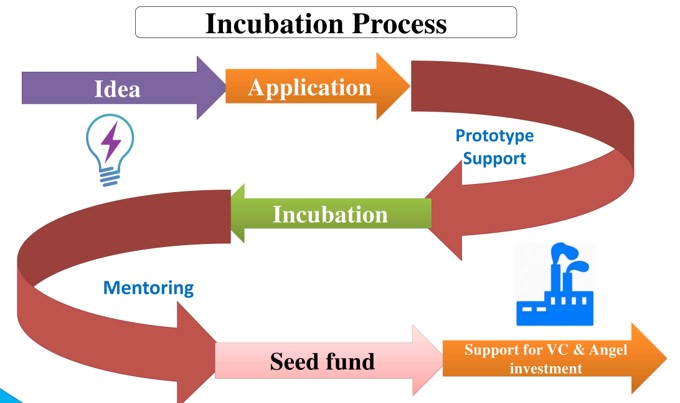 Incubation Process
Idea
Application
Prototype
Support
Incubation
Mentoring
Seed fund
Support for VC & Angel
investment